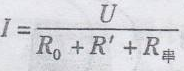 I = U / (R₀ + R′ + R串)